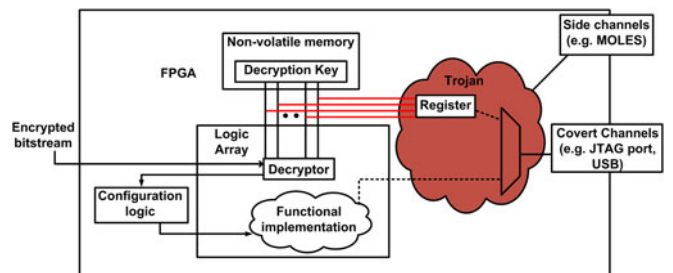 Side channels
(e.g. MOLES)
Non-volatile memory
FPGA
Decryption Key
Trojan
Register
Encrypted
bitstream
Logic
Array
Covert Channels
(e.g. JTAG port,
USB)
Decryptor
Configuration
logic
Functional
implementation